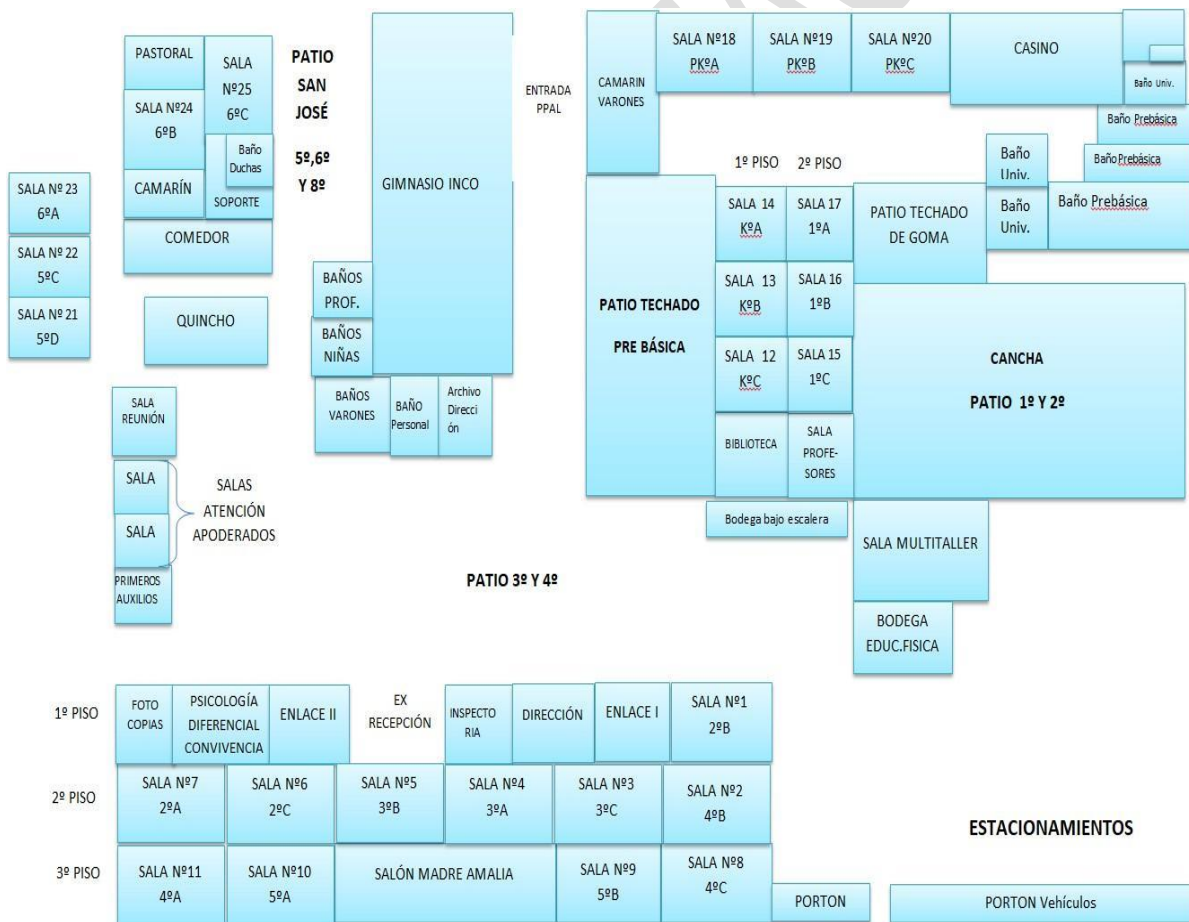 PASTORAL
SALA
Nº25
6ºC
SALA Nº24
6ºB
CAMARÍN
Baño
Duchas
SOPORTE
COMEDOR
PATIO
SAN
JOSÉ
5º,6º
Y 8º
GIMNASIO INCO
ENTRADA
PPAL
SALA Nº 23
6ºA
SALA Nº 22
5ºC
SALA Nº 21
5ºD
QUINCHO
BAÑOS
PROF.
BAÑOS
NIÑAS
BAÑOS
VARONES
BAÑO
Personal
Archivo
Direcci
ón
SALA
REUNIÓN
SALA
SALA
SALAS
ATENCIÓN
APODERADOS
PRIMEROS
AUXILIOS
CAMARIN
VARONES
SALA Nº18
PKºA
SALA Nº19
PKºB
SALA Nº20
PKºC
CASINO
Baño Univ.
Baño Prebásica
Baño Prebásica
Baño Prebásica
Baño
Univ.
Baño
Univ.
1º PISO
2º PISO
SALA 14
KºA
SALA 17
1ºA
SALA 13
KºB
SALA 16
1ºB
SALA 12
KºC
SALA 15
1ºC
BIBLIOTECA
SALA
PROFE-
SORES
PATIO TECHADO
PRE BÁSICA
PATIO TECHADO
DE GOMA
CANCHA
PATIO 1º Y 2º
Bodega bajo escalera
SALA MULTITALLER
BODEGA
EDUC.FISICA
PATIO 3º Y 4º
1º PISO
FOTO
COPIAS
PSICOLOGÍA
DIFERENCIAL
CONVIVENCIA
ENLACE II
EX
RECEPCIÓN
INSPECTO
RIA
DIRECCIÓN
ENLACE I
SALA Nº1
2ºB
2º PISO
SALA Nº7
2ºA
SALA Nº6
2ºC
SALA Nº5
3ºB
SALA Nº4
3ºA
SALA Nº3
3ºC
SALA Nº2
4ºB
3º PISO
SALA Nº11
4ºA
SALA Nº10
5ºA
SALÓN MADRE AMALIA
SALA Nº9
5ºB
SALA Nº8
4ºC
PORTON
ESTACIONAMIENTOS
PORTON Vehículos